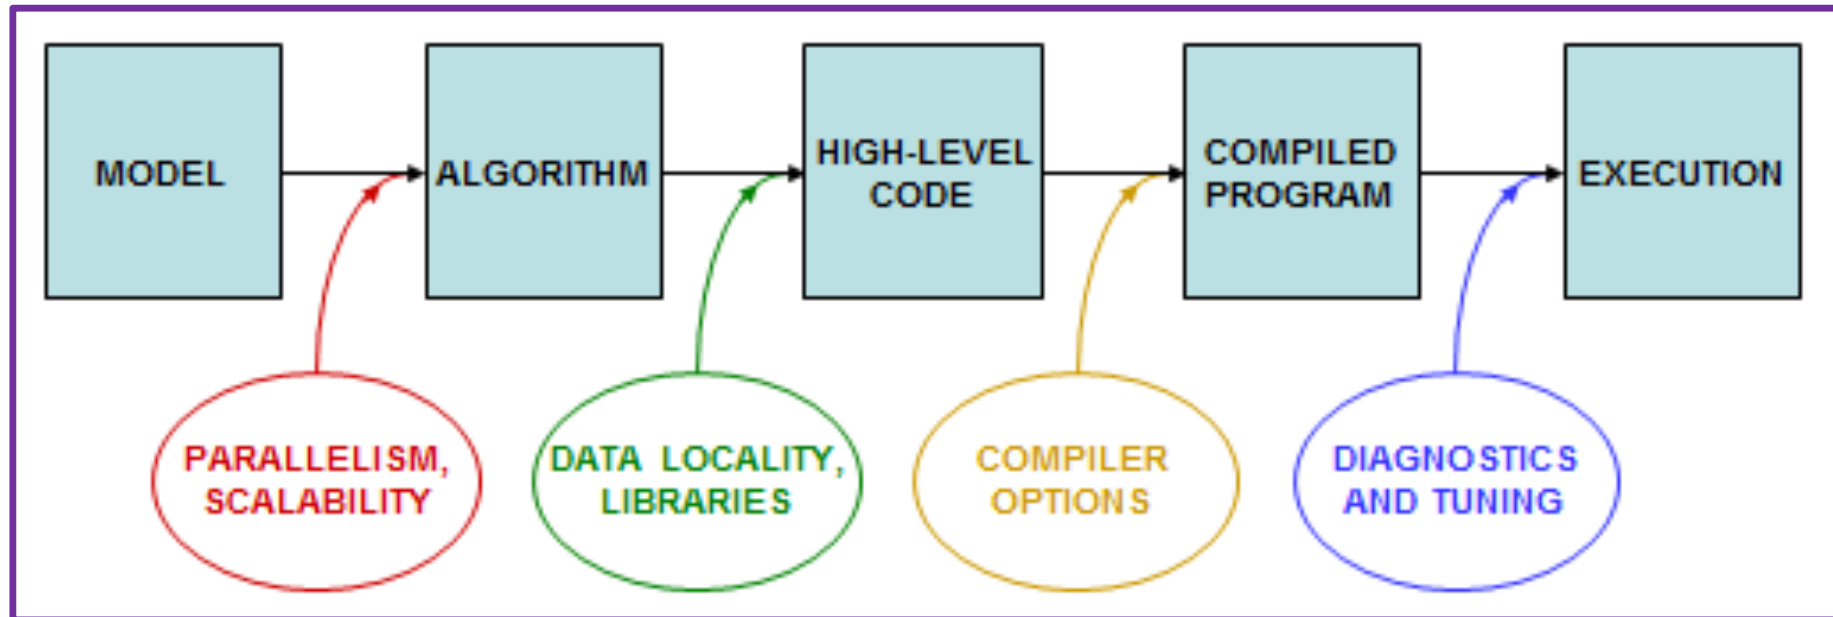 MODEL
ALGORITHM
HIGH-LEVEL
CODE
COMPILED
PROGRAM
EXECUTION
PARALLELISM,
SCALABILITY
DATA LOCALITY,
LIBRARIES
COMPILER
OPTIONS
DIAGNOSTICS
AND TUNING